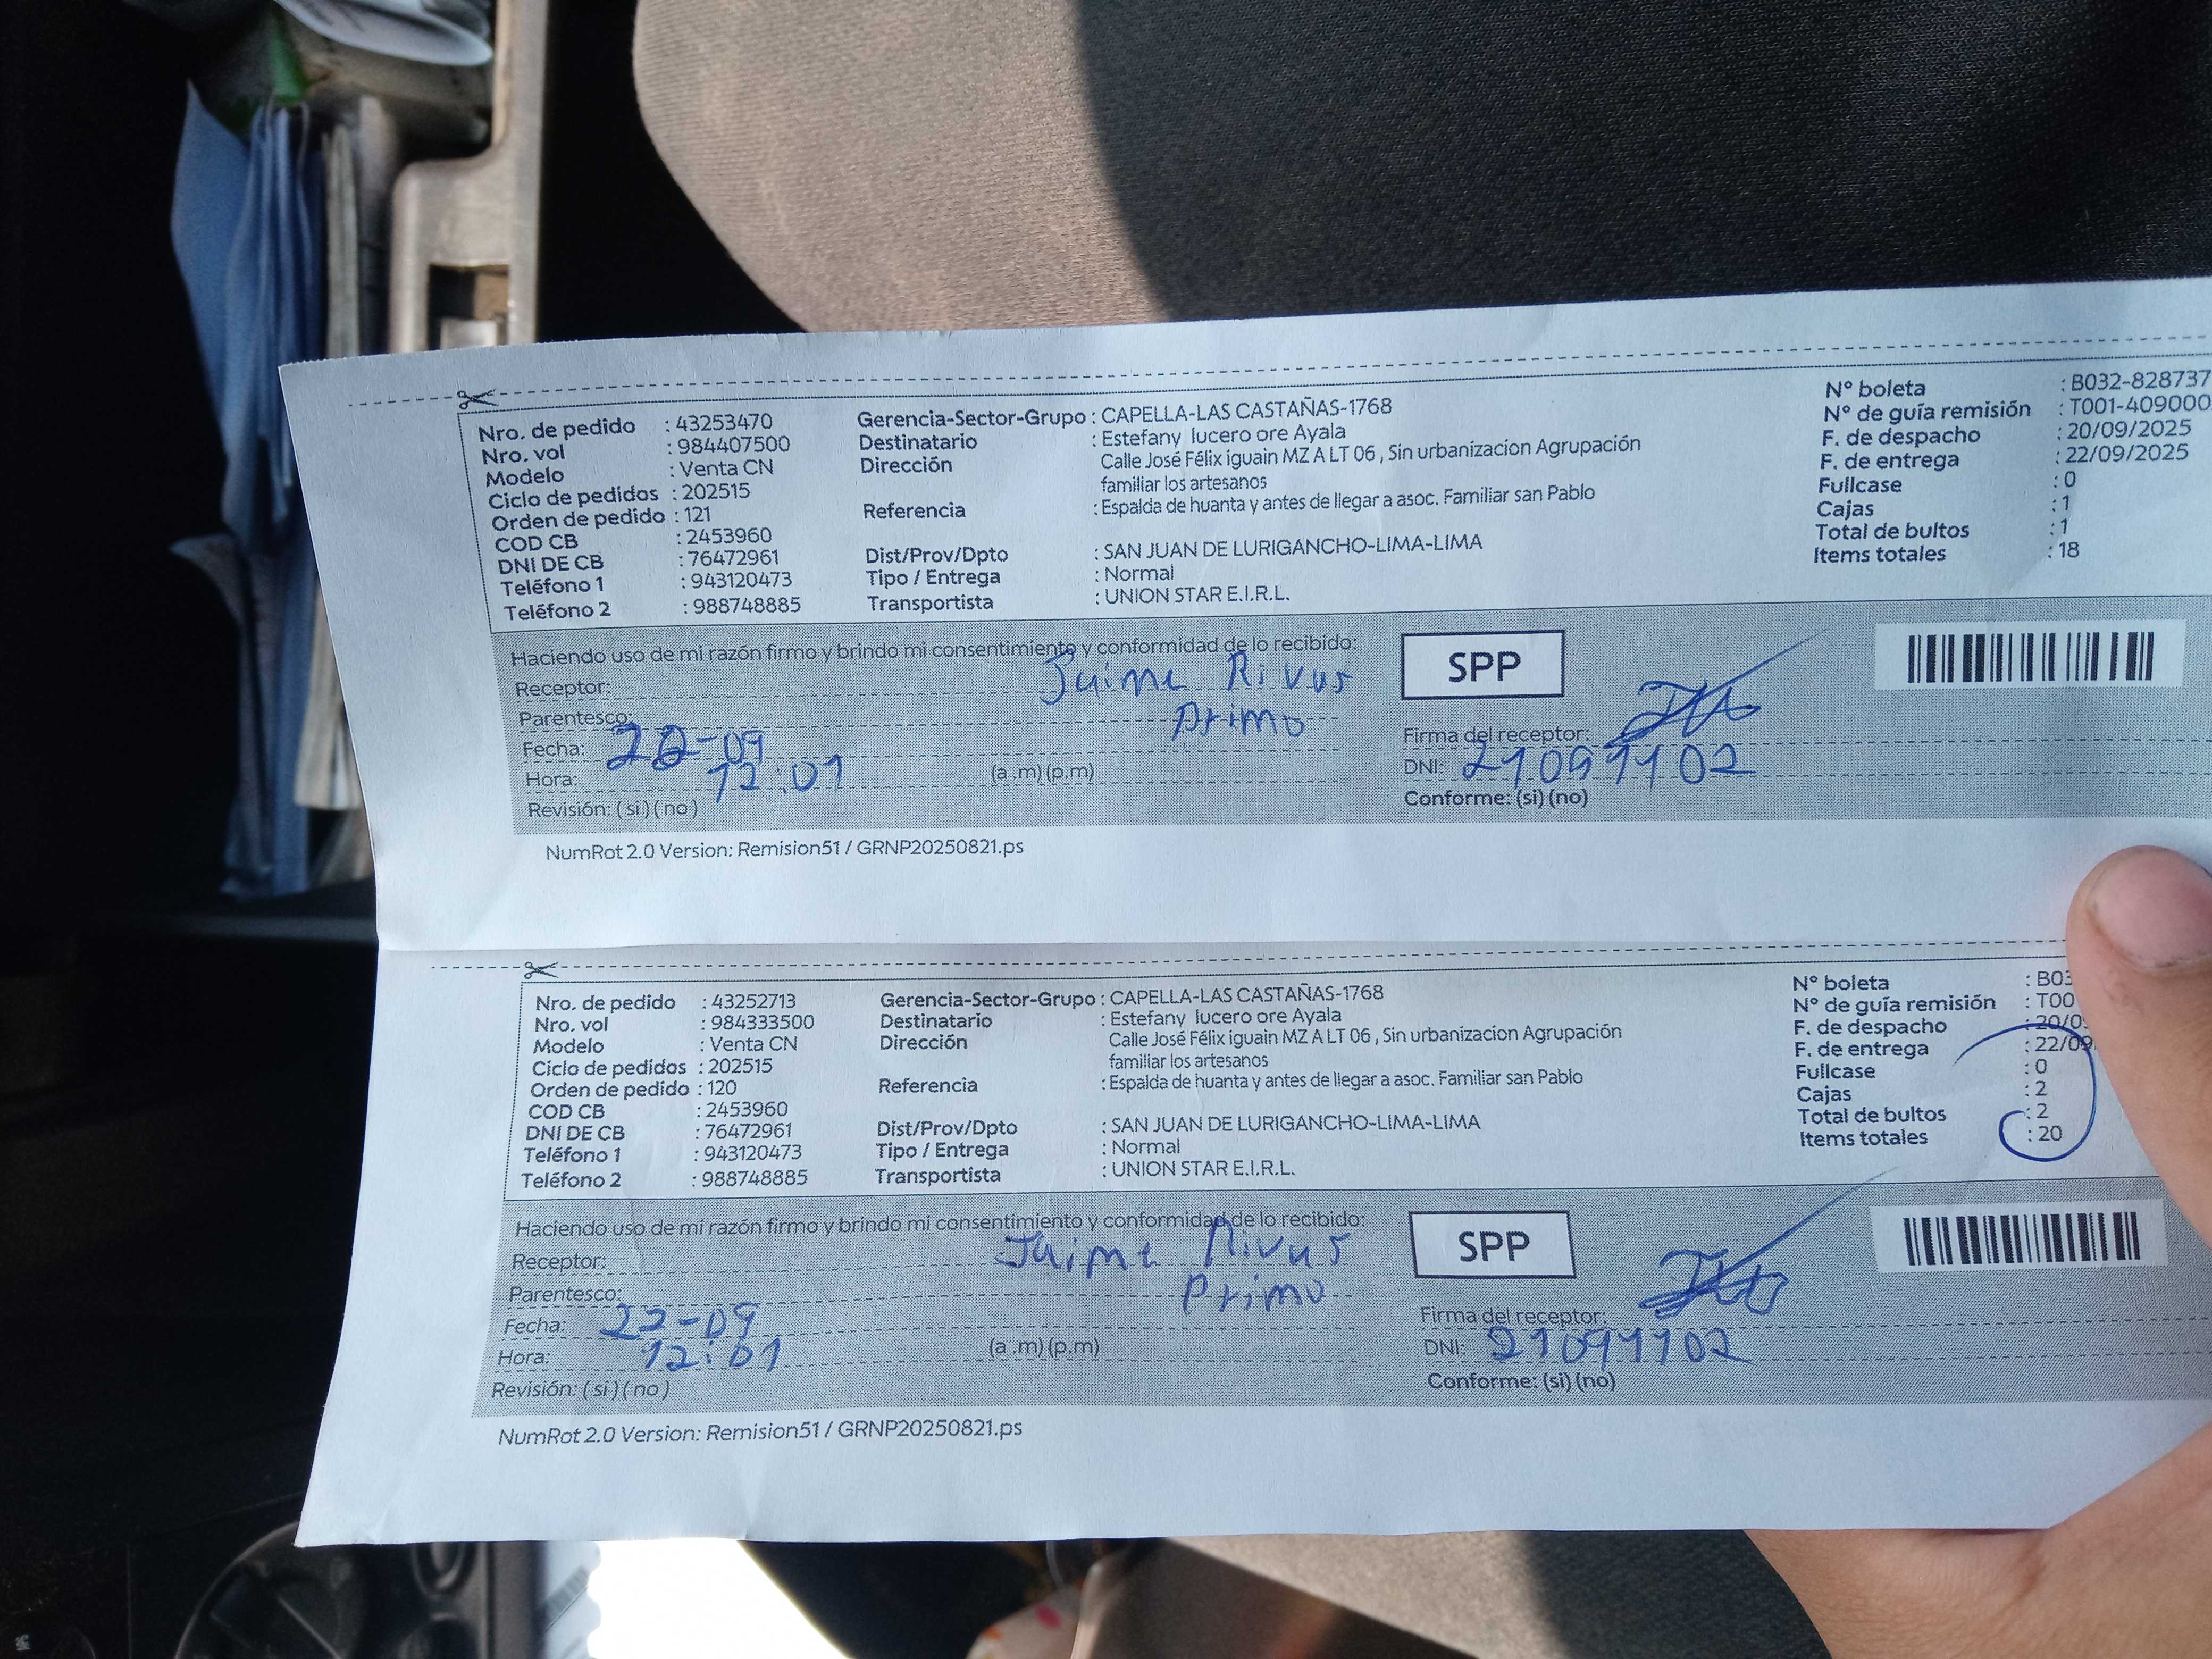 Nro. de pedido : 43253470
Nro. vol : 984407500
Modelo : Venta CN
Ciclo de pedidos : 202515
Orden de pedido : 121
COD CB : 2453960
DNI DE CB : 76472961
Teléfono 1 : 943120473
Teléfono 2 : 988748885
Gerencia-Sector-Grupo : CAPELLA-LAS CASTAÑAS-1768
Destinatario : Estefany lucero ore Ayala
Dirección Calle José Félix iguain MZ A LT 06 , Sin urbanizacion Agrupación
familiar los artesanos
Referencia : Espalda de huanta y antes de llegar a asoc. Familiar san Pablo
Dist/Prov/Dpto : SAN JUAN DE LURIGANCHO-LIMA-LIMA
Tipo / Entrega : Normal
Transportista : UNION STAR E.I.R.L.
N° boleta : B032-828737
N° de guía remisión : T001-409000
F. de despacho : 20/09/2025
F. de entrega : 22/09/2025
Fullcase : 0
Cajas : 1
Total de bultos : 1
Items totales : 18
Haciendo uso de mi razón firmo y brindo mi consentimiento y conformidad de lo recibido:
Receptor: Jaime Rivas
Parentesco: Primo
Fecha: 22-09
Hora: 12:01 (a .m) (p.m)
Revisión: ( si ) ( no )
SPP
Firma del receptor:
DNI: 21091102
Conforme: (si) (no)
NumRot 2.0 Version: Remision51 / GRNP20250821.ps
Nro. de pedido : 43252713
Nro. vol : 984333500
Modelo : Venta CN
Ciclo de pedidos : 202515
Orden de pedido : 120
COD CB : 2453960
DNI DE CB : 76472961
Teléfono 1 : 943120473
Teléfono 2 : 988748885
Gerencia-Sector-Grupo : CAPELLA-LAS CASTAÑAS-1768
Destinatario : Estefany lucero ore Ayala
Dirección Calle José Félix iguain MZ A LT 06 , Sin urbanizacion Agrupación
familiar los artesanos
Referencia : Espalda de huanta y antes de llegar a asoc. Familiar san Pablo
Dist/Prov/Dpto : SAN JUAN DE LURIGANCHO-LIMA-LIMA
Tipo / Entrega : Normal
Transportista : UNION STAR E.I.R.L.
N° boleta : B03
N° de guía remisión : T00
F. de despacho : 20/09
F. de entrega : 22/09
Fullcase : 0
Cajas : 2
Total de bultos : 2
Items totales : 20
Haciendo uso de mi razón firmo y brindo mi consentimiento y conformidad de lo recibido:
Receptor: Jaime Rivas
Parentesco: Primo
Fecha: 22-09
Hora: 12:01 (a .m) (p.m)
Revisión: ( si ) ( no )
SPP
Firma del receptor:
DNI: 21091102
Conforme: (si) (no)
NumRot 2.0 Version: Remision51 / GRNP20250821.ps